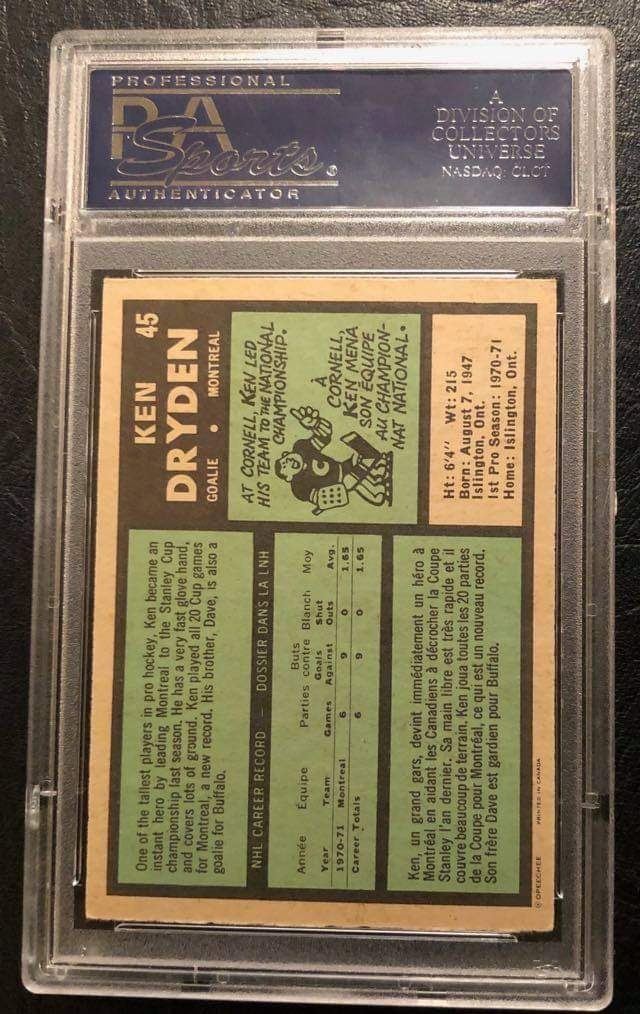 PROFESSIONAL
PSA
Sports
AUTHENTICATOR
A
DIVISION OF
COLLECTORS
UNIVERSE
NASDAQ: CLCT
KEN 45
DRYDEN
GOALIE • MONTREAL
One of the tallest players in pro hockey, Ken became an
instant hero by leading Montreal to the Stanley Cup
championship last season. He has a very fast glove hand,
and covers lots of ground. Ken played all 20 Cup games
for Montreal, a new record. His brother, Dave, is also a
goalie for Buffalo.
AT CORNELL, KEN LED
HIS TEAM TO THE NATIONAL
CHAMPIONSHIP.
À
CORNELL,
KEN MENA
SON ÉQUIPE
AU CHAMPION-
NAT NATIONAL.
C
NHL CAREER RECORD — DOSSIER DANS LA LNH
Buts
Année Équipe Parties contre Blanch Moy
Goals Shut
Year Team Games Against Outs Avg.
1970-71 Montreal 6 9 0 1.65
Career Totals 6 9 0 1.65
Ken, un grand gars, devint immédiatement un héro à
Montréal en aidant les Canadiens à décrocher la Coupe
Stanley l'an dernier. Sa main libre est très rapide et il
couvre beaucoup de terrain. Ken joua toutes les 20 parties
de la Coupe pour Montréal, ce qui est un nouveau record.
Son frère Dave est gardien pour Buffalo.
Ht: 6'4" Wt: 215
Born: August 7, 1947
Islington, Ont.
1st Pro Season: 1970-71
Home: Islington, Ont.
© OPEECHEE PRINTED IN CANADA